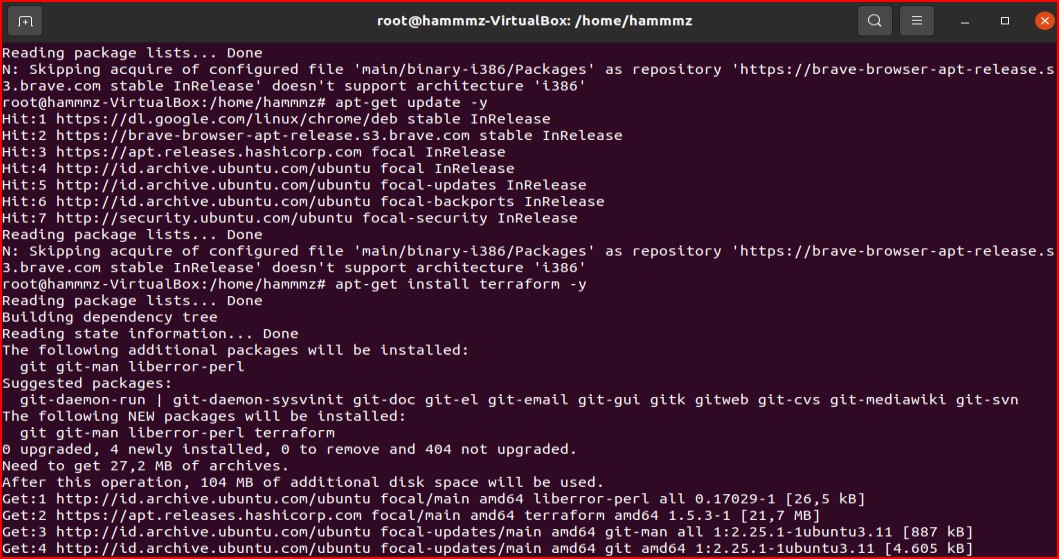 root@hammmz-VirtualBox: /home/hammmz
Reading package lists... Done
N: Skipping acquire of configured file 'main/binary-i386/Packages' as repository 'https://brave-browser-apt-release.s
3.brave.com stable InRelease' doesn't support architecture 'i386'
root@hammmz-VirtualBox:/home/hammmz# apt-get update -y
Hit:1 https://dl.google.com/linux/chrome/deb stable InRelease
Hit:2 https://brave-browser-apt-release.s3.brave.com stable InRelease
Hit:3 https://apt.releases.hashicorp.com focal InRelease
Hit:4 http://id.archive.ubuntu.com/ubuntu focal InRelease
Hit:5 http://id.archive.ubuntu.com/ubuntu focal-updates InRelease
Hit:6 http://id.archive.ubuntu.com/ubuntu focal-backports InRelease
Hit:7 http://security.ubuntu.com/ubuntu focal-security InRelease
Reading package lists... Done
N: Skipping acquire of configured file 'main/binary-i386/Packages' as repository 'https://brave-browser-apt-release.s
3.brave.com stable InRelease' doesn't support architecture 'i386'
root@hammmz-VirtualBox:/home/hammmz# apt-get install terraform -y
Reading package lists... Done
Building dependency tree
Reading state information... Done
The following additional packages will be installed:
  git git-man liberror-perl
Suggested packages:
  git-daemon-run | git-daemon-sysvinit git-doc git-el git-email git-gui gitk gitweb git-cvs git-mediawiki git-svn
The following NEW packages will be installed:
  git git-man liberror-perl terraform
0 upgraded, 4 newly installed, 0 to remove and 404 not upgraded.
Need to get 27,2 MB of archives.
After this operation, 104 MB of additional disk space will be used.
Get:1 http://id.archive.ubuntu.com/ubuntu focal/main amd64 liberror-perl all 0.17029-1 [26,5 kB]
Get:2 https://apt.releases.hashicorp.com focal/main amd64 terraform amd64 1.5.3-1 [21,7 MB]
Get:3 http://id.archive.ubuntu.com/ubuntu focal-updates/main amd64 git-man all 1:2.25.1-1ubuntu3.11 [887 kB]
Get:4 http://id.archive.ubuntu.com/ubuntu focal-updates/main amd64 git amd64 1:2.25.1-1ubuntu3.11 [4.605 kB]